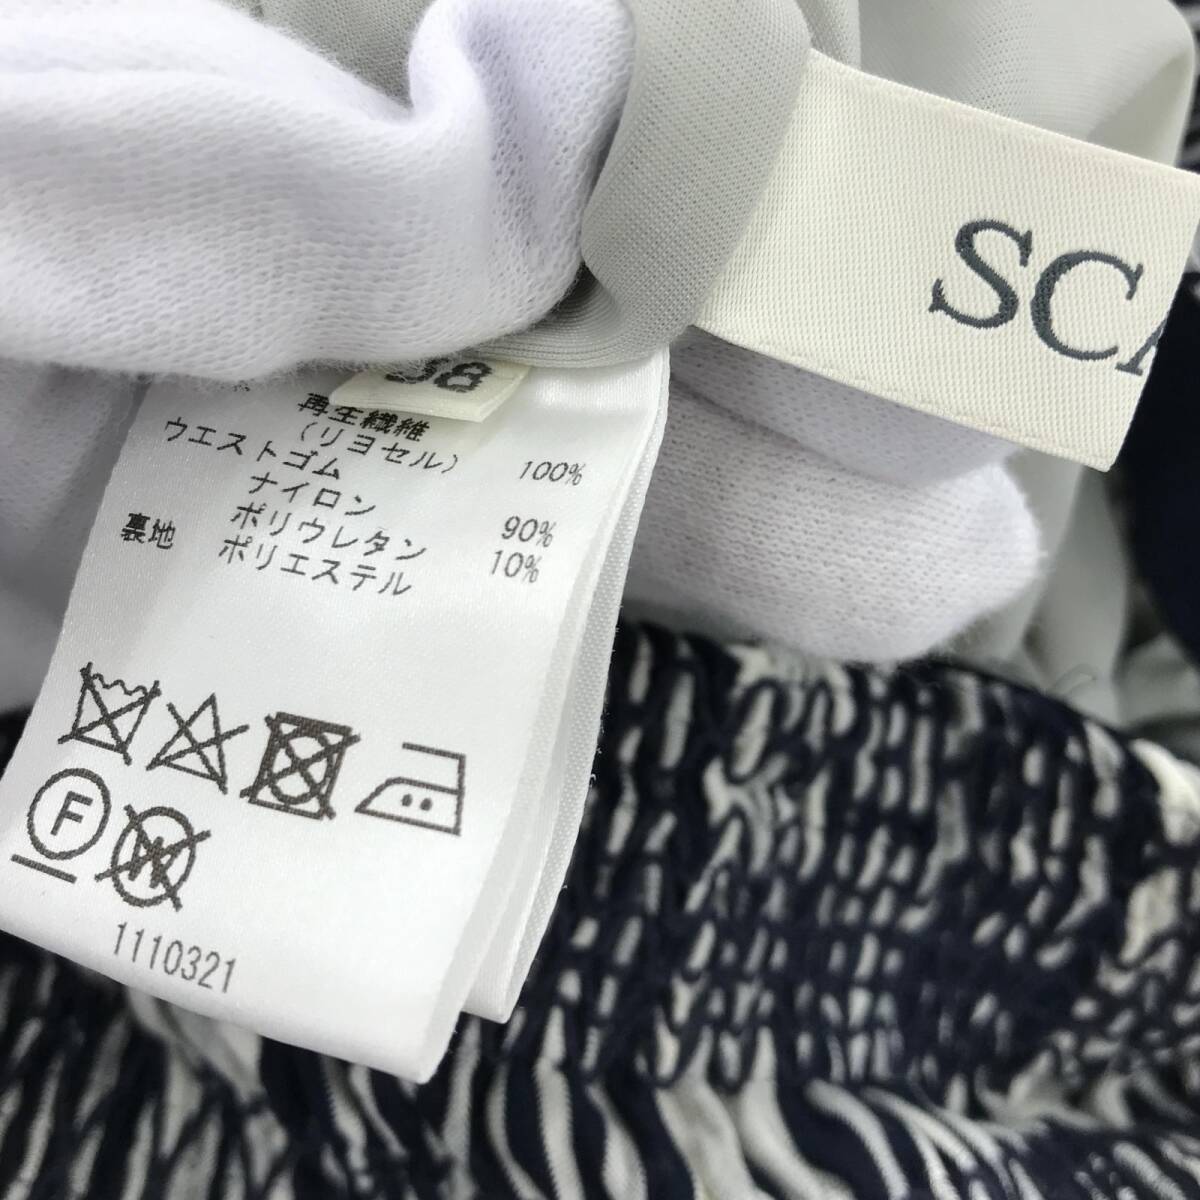 SCA
38
再生繊維
(リヨセル) 100%
ウエストゴム
ナイロン 90%
ポリウレタン 10%
裏地 ポリエステル
F
W
1110321